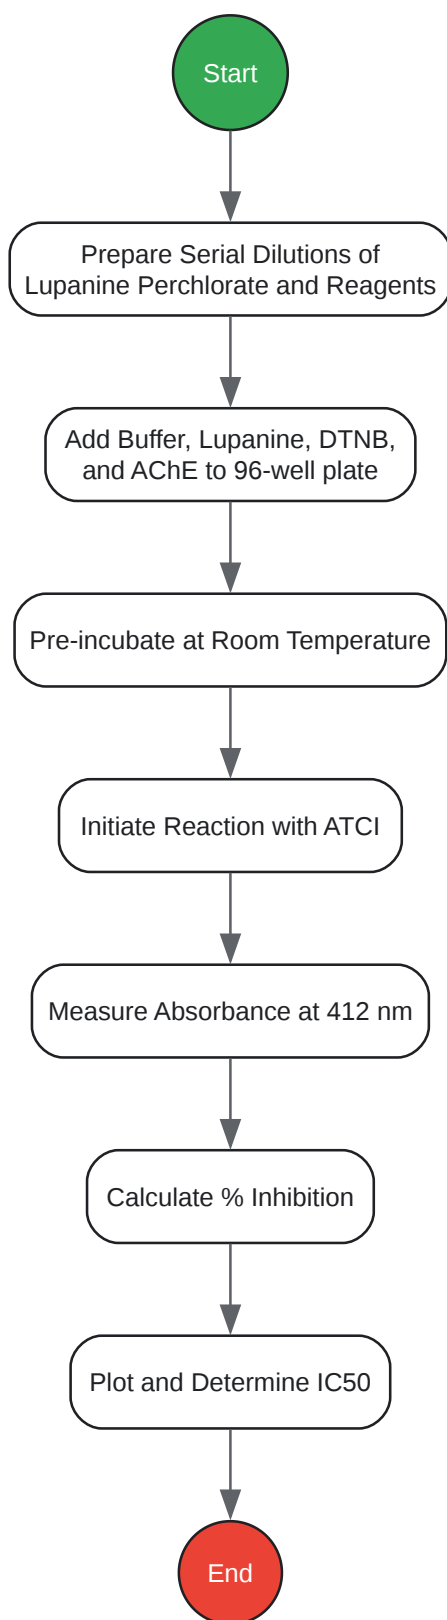 Start
Prepare Serial Dilutions of
Lupanine Perchlorate and Reagents
Add Buffer, Lupanine, DTNB,
and AChE to 96-well plate
Pre-incubate at Room Temperature
Initiate Reaction with ATCI
Measure Absorbance at 412 nm
Calculate % Inhibition
Plot and Determine IC50
End